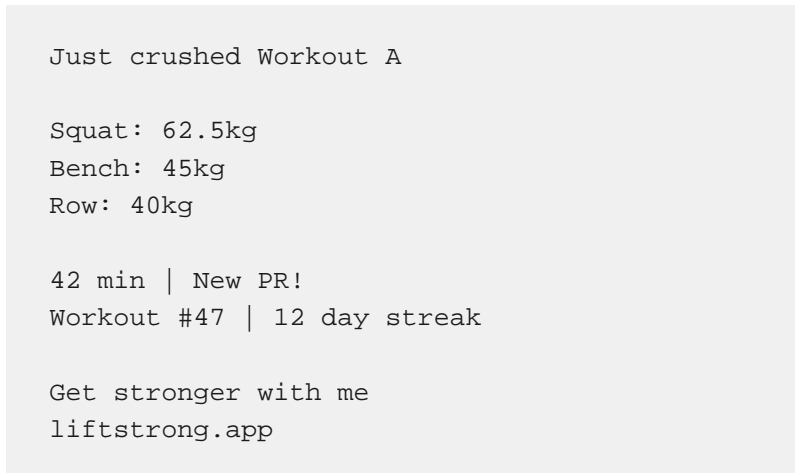 Just crushed Workout A
Squat: 62.5kg
Bench: 45kg
Row: 40kg
42 min | New PR!
Workout #47 | 12 day streak
Get stronger with me
liftstrong.app